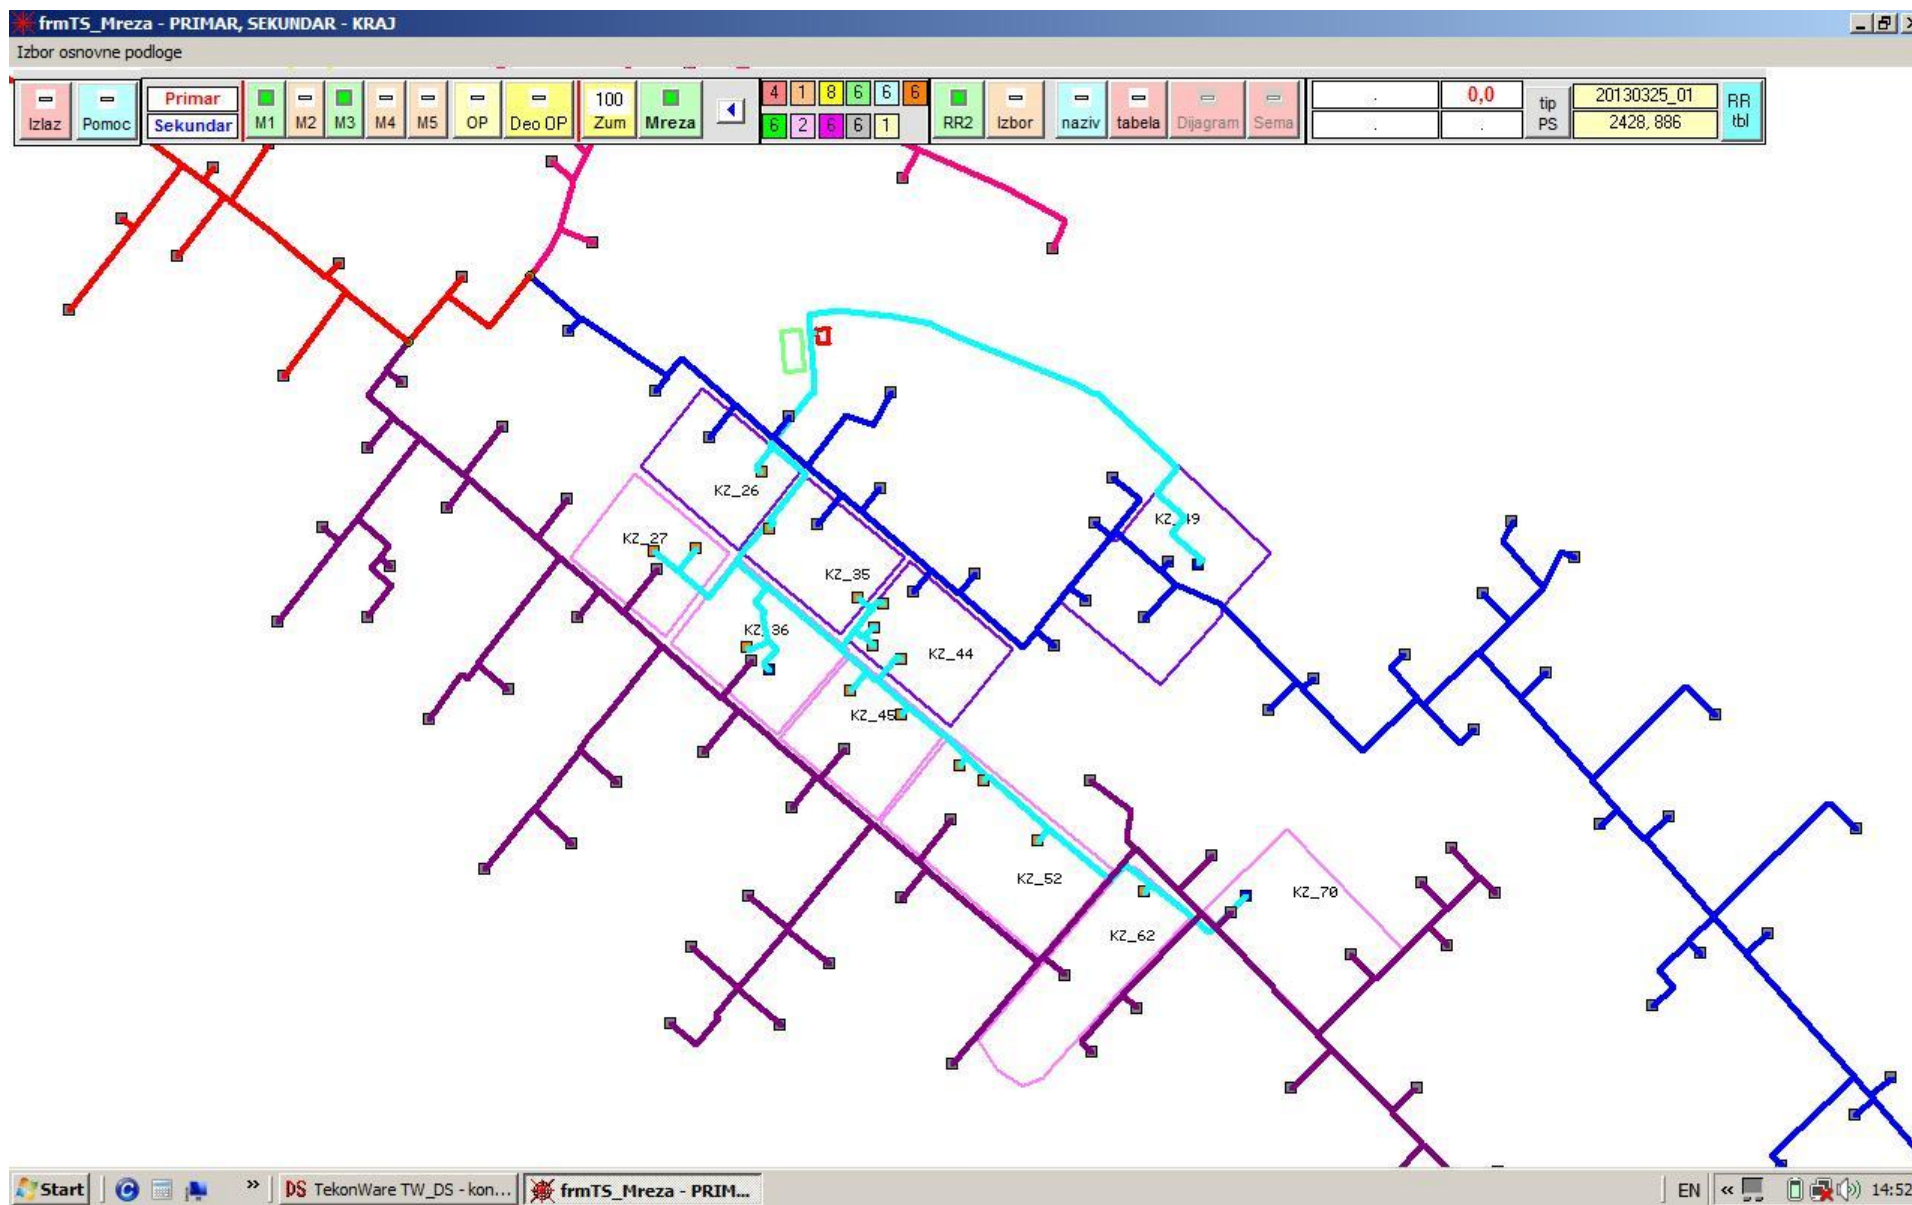 frmTS_Mreza - PRIMAR, SEKUNDAR - KRAJ
Izbor osnovne podloge
Izlaz
Pomoc
Primar
Sekundar
M1
M2
M3
M4
M5
OP
Deo OP
100
Zum
Mreza
4 1 8 6 6 6
6 2 6 6 1
RR2
Izbor
naziv
tabela
Dijagram
Sema
. 0,0
. .
tip
PS
20130325_01
2428, 886
RR
tbl
KZ_26
KZ_49
KZ_27
KZ_35
KZ_36
KZ_44
KZ_45
KZ_52
KZ_70
KZ_62
Start
»
DS TekonWare TW_DS - kon...
frmTS_Mreza - PRIM...
EN
«
14:52